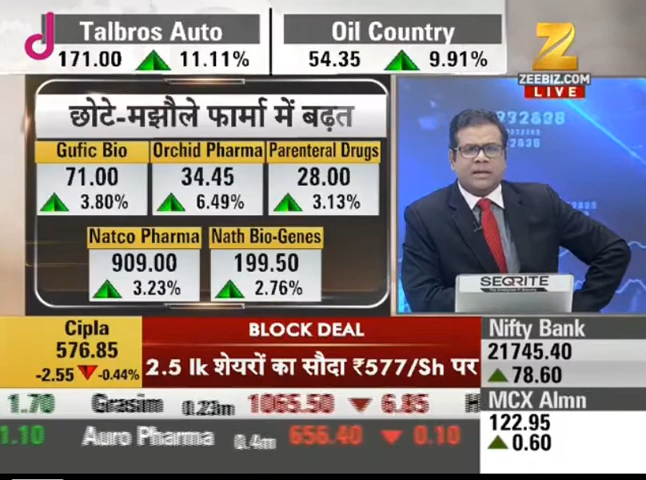 Talbros Auto
171.00 ▲ 11.11%
Oil Country
54.35 ▲ 9.91%
ZEEBIZ.COM
LIVE
छोटे-मझौले फार्मा में बढ़त
Gufic Bio
71.00
▲ 3.80%
Orchid Pharma
34.45
▲ 6.49%
Parenteral Drugs
28.00
▲ 3.13%
Natco Pharma
909.00
▲ 3.23%
Nath Bio-Genes
199.50
▲ 2.76%
SEQRITE
Cipla
576.85
-2.55 ▼ -0.44%
BLOCK DEAL
2.5 lk शेयरों का सौदा ₹577/Sh पर
Nifty Bank
21745.40
▲ 78.60
MCX Almn
122.95
▲ 0.60
1.70 Grasim 0.23m 1065.50 ▼ 6.85 H
1.10 Auro Pharma 0.4m 656.40 ▼ 0.10